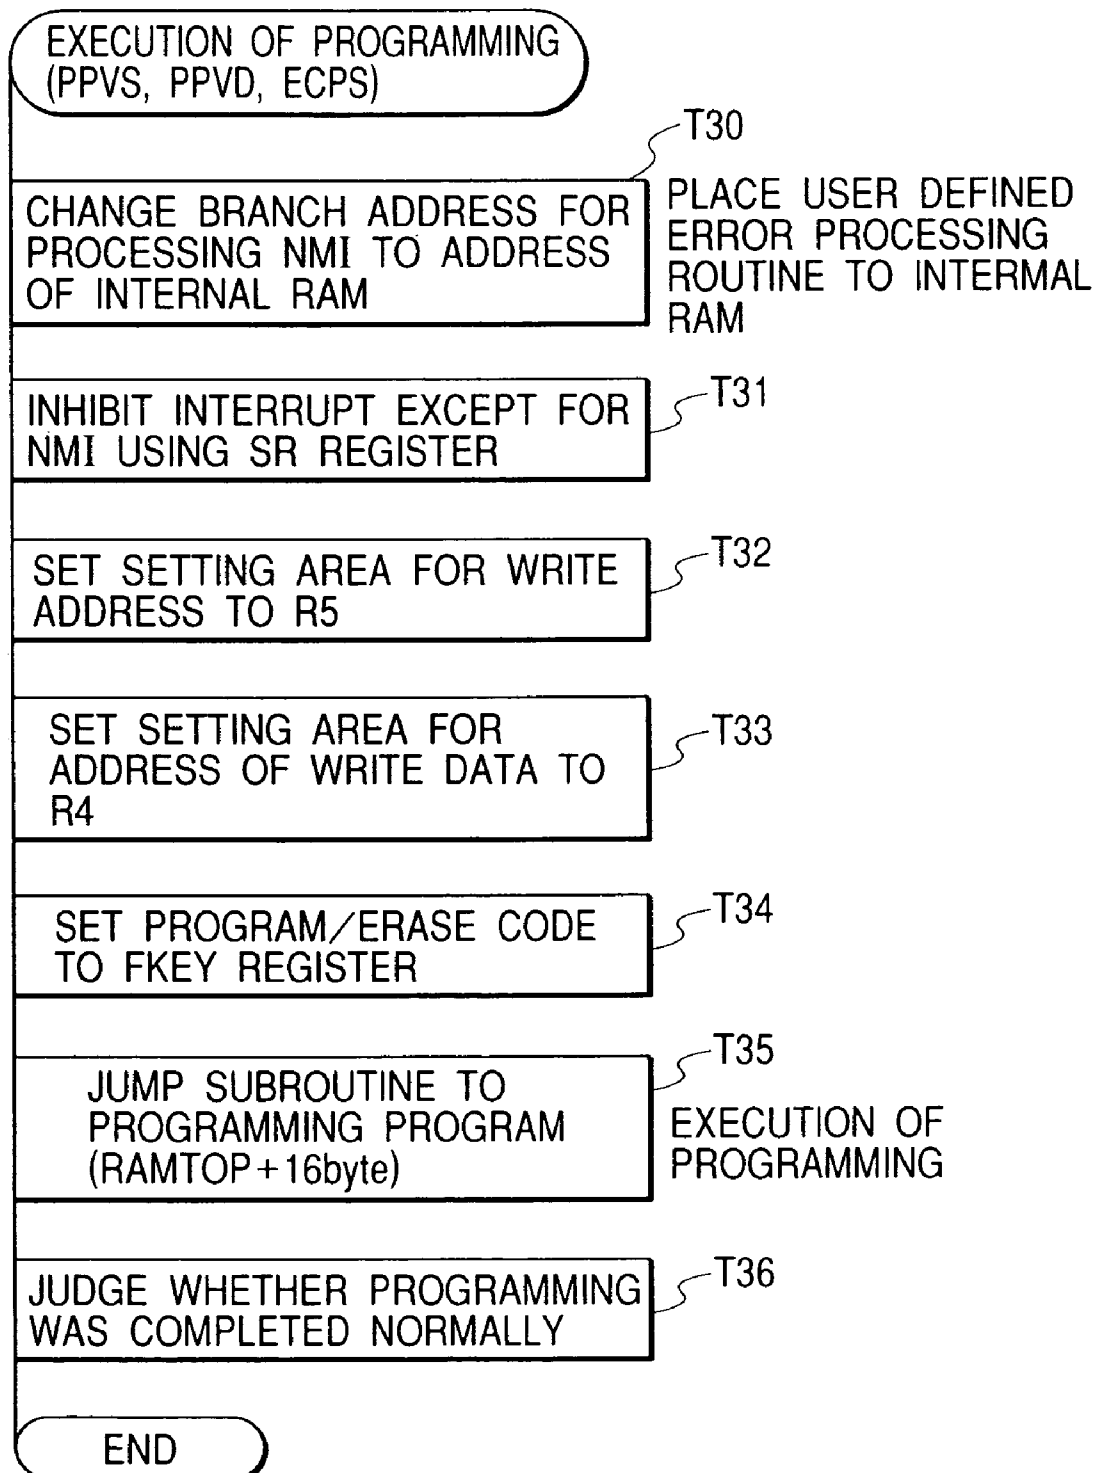 EXECUTION OF PROGRAMMING
(PPVS, PPVD, ECPS)
T30
CHANGE BRANCH ADDRESS FOR
PROCESSING NMI TO ADDRESS
OF INTERNAL RAM
PLACE USER DEFINED
ERROR PROCESSING
ROUTINE TO INTERMAL
RAM
T31
INHIBIT INTERRUPT EXCEPT FOR
NMI USING SR REGISTER
T32
SET SETTING AREA FOR WRITE
ADDRESS TO R5
T33
SET SETTING AREA FOR
ADDRESS OF WRITE DATA TO
R4
T34
SET PROGRAM/ERASE CODE
TO FKEY REGISTER
T35
JUMP SUBROUTINE TO
PROGRAMMING PROGRAM
(RAMTOP+16byte)
EXECUTION OF
PROGRAMMING
T36
JUDGE WHETHER PROGRAMMING
WAS COMPLETED NORMALLY
END